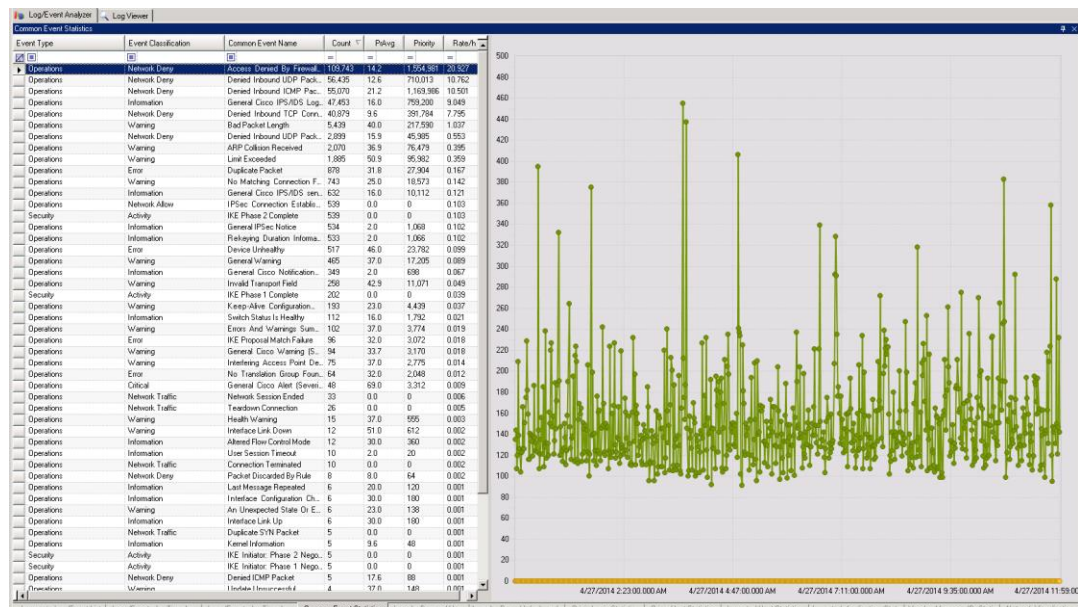 Log/Event Analyzer Log Viewer
Common Event Statistics
Event Type Event Classification Common Event Name Count PriAvg Priority Rate/h
Operations Network Deny Access Denied By Firewall... 109,743 14.2 1,554,981 20.927
Operations Network Deny Denied Inbound UDP Pack... 56,435 12.6 710,013 10.762
Operations Network Deny Denied Inbound ICMP Pac... 55,070 21.2 1,169,986 10.501
Operations Information General Cisco IPS/IDS Log... 47,453 16.0 759,200 9.049
Operations Network Deny Denied Inbound TCP Conn... 40,879 9.6 391,784 7.795
Operations Warning Bad Packet Length 5,439 40.0 217,590 1.037
Operations Network Deny Denied Inbound UDP Pack... 2,899 15.9 45,985 0.553
Operations Warning ARP Collision Received 2,070 36.9 76,479 0.395
Operations Warning Limit Exceeded 1,885 50.9 95,982 0.359
Operations Error Duplicate Packet 878 31.8 27,904 0.167
Operations Warning No Matching Connection F... 743 25.0 18,573 0.142
Operations Information General Cisco IPS/IDS sen... 632 16.0 10,112 0.121
Operations Network Allow IPSec Connection Establis... 539 0.0 0 0.103
Security Activity IKE Phase 2 Complete 539 0.0 0 0.103
Operations Information General IPSec Notice 534 2.0 1,068 0.102
Operations Information Rekeying Duration Informa... 533 2.0 1,066 0.102
Operations Error Device Unhealthy 517 46.0 23,782 0.099
Operations Warning General Warning 465 37.0 17,205 0.089
Operations Information General Cisco Notification... 349 2.0 698 0.067
Operations Warning Invalid Transport Field 258 42.9 11,071 0.049
Security Activity IKE Phase 1 Complete 202 0.0 0 0.039
Operations Warning Keep-Alive Configuration... 193 23.0 4,439 0.037
Operations Information Switch Status Is Healthy 112 16.0 1,792 0.021
Operations Warning Errors And Warnings Sum... 102 37.0 3,774 0.019
Operations Error IKE Proposal Match Failure 96 32.0 3,072 0.018
Operations Warning General Cisco Warning (S... 94 33.7 3,170 0.018
Operations Warning Interfering Access Point De... 75 37.0 2,775 0.014
Operations Error No Translation Group Foun... 64 32.0 2,048 0.012
Operations Critical General Cisco Alert (Severi... 48 69.0 3,312 0.009
Operations Network Traffic Network Session Ended 33 0.0 0 0.006
Operations Network Traffic Teardown Connection 26 0.0 0 0.005
Operations Warning Health Warning 15 37.0 555 0.003
Operations Warning Interface Link Down 12 51.0 612 0.002
Operations Information Altered Flow Control Mode 12 30.0 360 0.002
Operations Information User Session Timeout 10 2.0 20 0.002
Operations Network Traffic Connection Terminated 10 0.0 0 0.002
Operations Network Deny Packet Discarded By Rule 8 8.0 64 0.002
Operations Information Last Message Repeated 6 20.0 120 0.001
Operations Information Interface Configuration Ch... 6 30.0 180 0.001
Operations Warning An Unexpected State Or E... 6 23.0 138 0.001
Operations Information Interface Link Up 6 30.0 180 0.001
Operations Network Traffic Duplicate SYN Packet 5 0.0 0 0.001
Operations Information Kernel Information 5 9.6 48 0.001
Security Activity IKE Initiator: Phase 2 Nego... 5 0.0 0 0.001
Security Activity IKE Initiator: Phase 1 Nego... 5 0.0 0 0.001
Operations Network Deny Denied ICMP Packet 5 17.6 88 0.001
Operations Warning Update Unsuccessful 4 37.0 148 0.001
500
480
460
440
420
400
380
360
340
320
300
280
260
240
220
200
180
160
140
120
100
80
60
40
20
0
4/27/2014 2:23:00.000 AM 4/27/2014 4:47:00.000 AM 4/27/2014 7:11:00.000 AM 4/27/2014 9:35:00.000 AM 4/27/2014 11:59:00.00